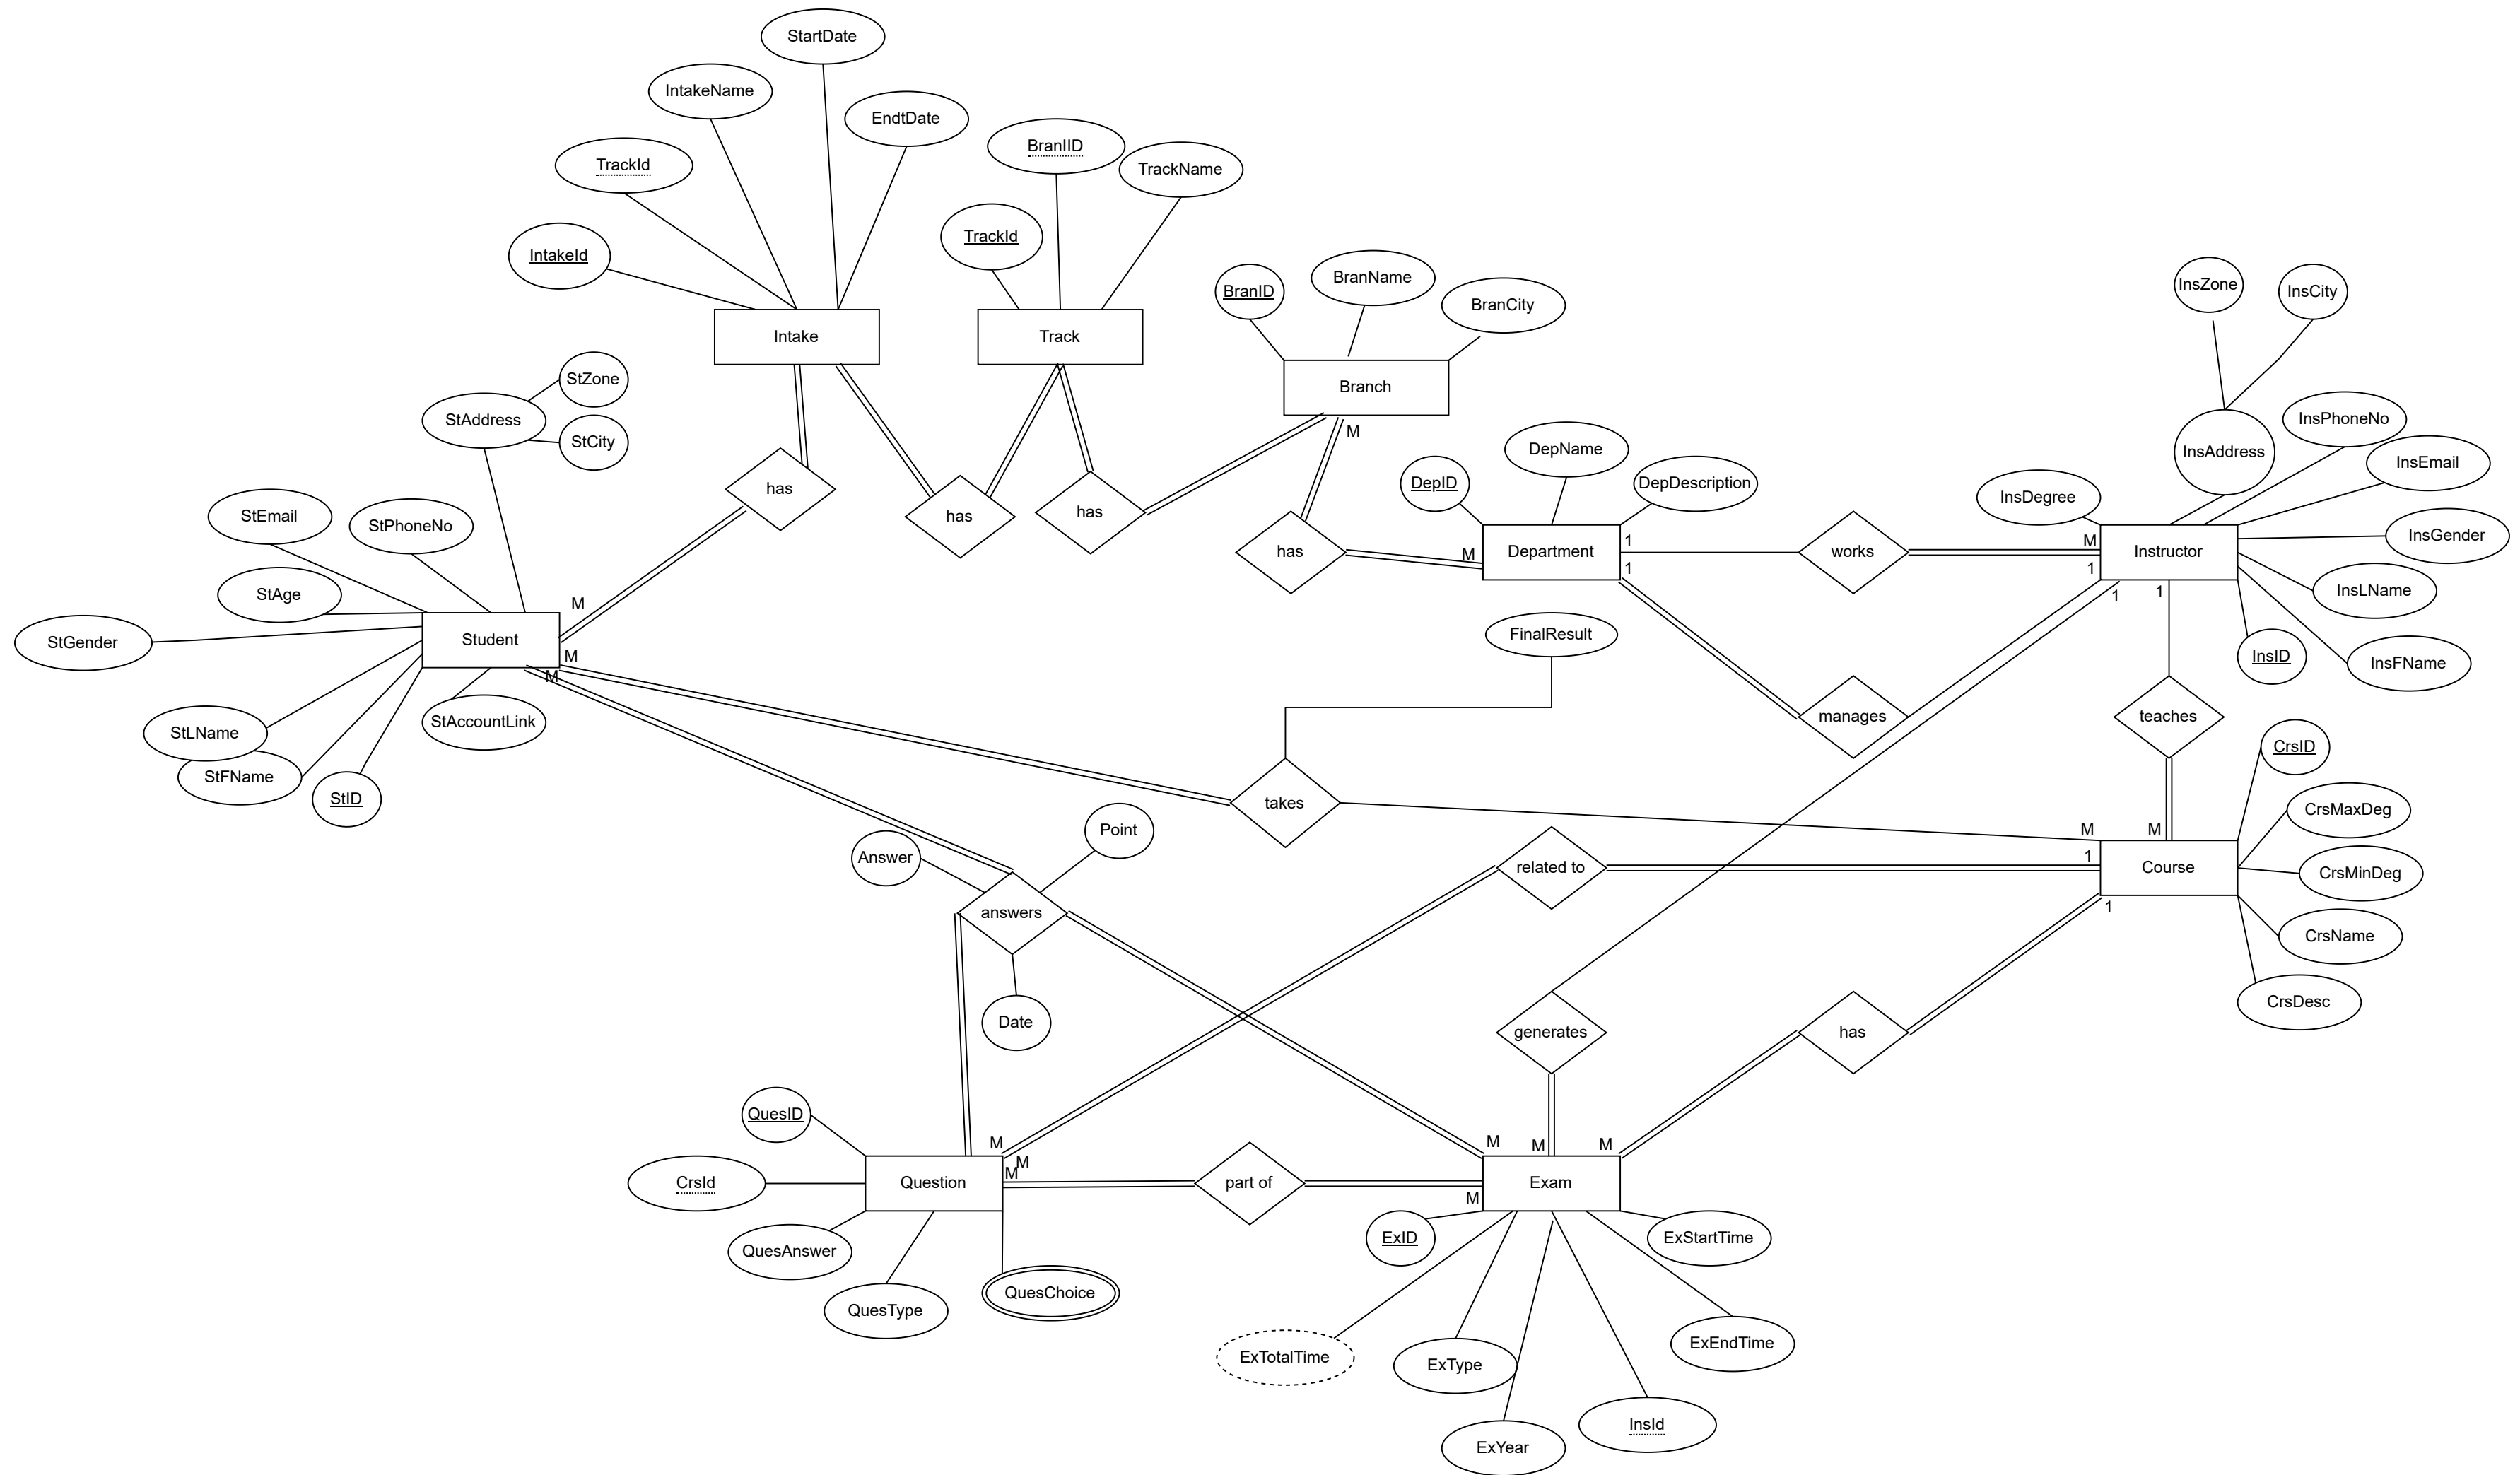 StartDate
IntakeName
EndtDate
TrackId
BranIID
TrackName
TrackId
IntakeId
BranID
BranName
BranCity
InsZone
InsCity
Intake
Track
Branch
StZone
StAddress
StCity
InsPhoneNo
InsAddress
InsEmail
M
DepName
DepID
DepDescription
InsDegree
has
has
has
StEmail
StPhoneNo
has
M
Department
1
works
M
Instructor
InsGender
1
1
StAge
InsLName
M
1
1
StGender
Student
FinalResult
InsID
InsFName
M
M
StAccountLink
manages
teaches
StLName
StFName
StID
CrsID
takes
CrsMaxDeg
Point
M
M
Answer
1
related to
Course
CrsMinDeg
answers
1
CrsName
Date
generates
has
CrsDesc
QuesID
M
M
M
M
M
M
CrsId
Question
part of
Exam
M
ExID
ExStartTime
QuesAnswer
QuesChoice
QuesType
ExTotalTime
ExType
ExEndTime
InsId
ExYear